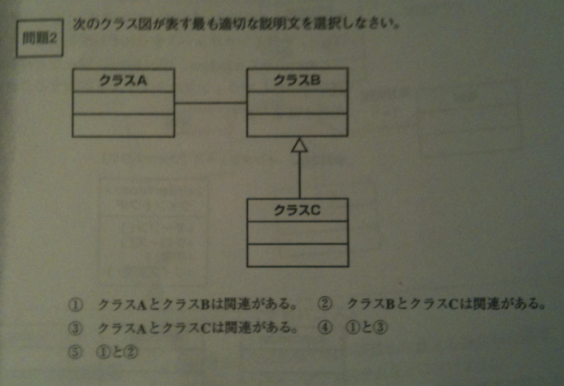 問題2
次のクラス図が表す最も適切な説明文を選択しなさい。
クラスA
クラスB
クラスC
① クラスAとクラスBは関連がある。 ② クラスBとクラスCは関連がある。
③ クラスAとクラスCは関連がある。 ④ ①と③
⑤ ①と②